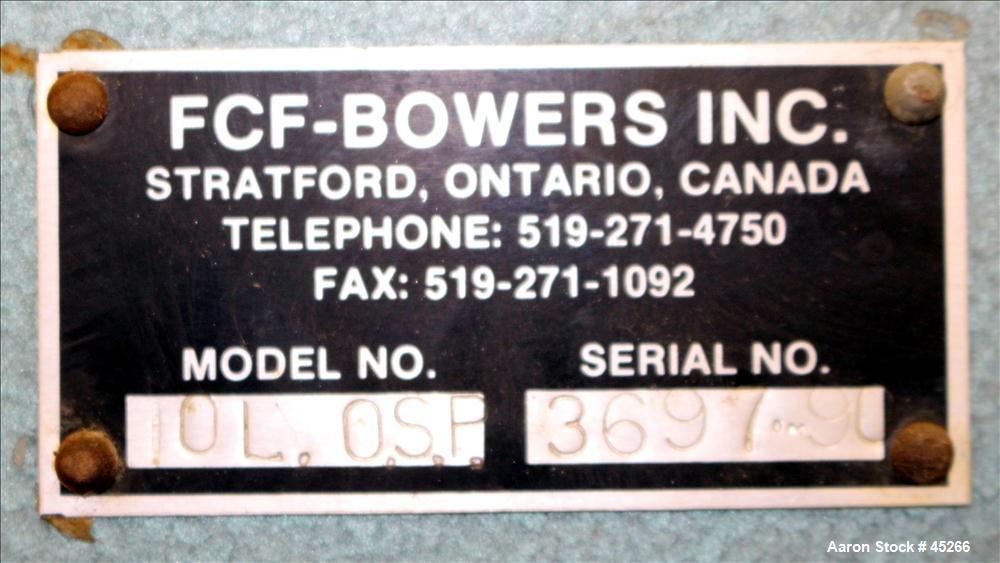 FCF-BOWERS INC.
STRATFORD, ONTARIO, CANADA
TELEPHONE: 519-271-4750
FAX: 519-271-1092
MODEL NO. SERIAL NO.
10L. O.S.P. 3697-90
Aaron Stock # 45266